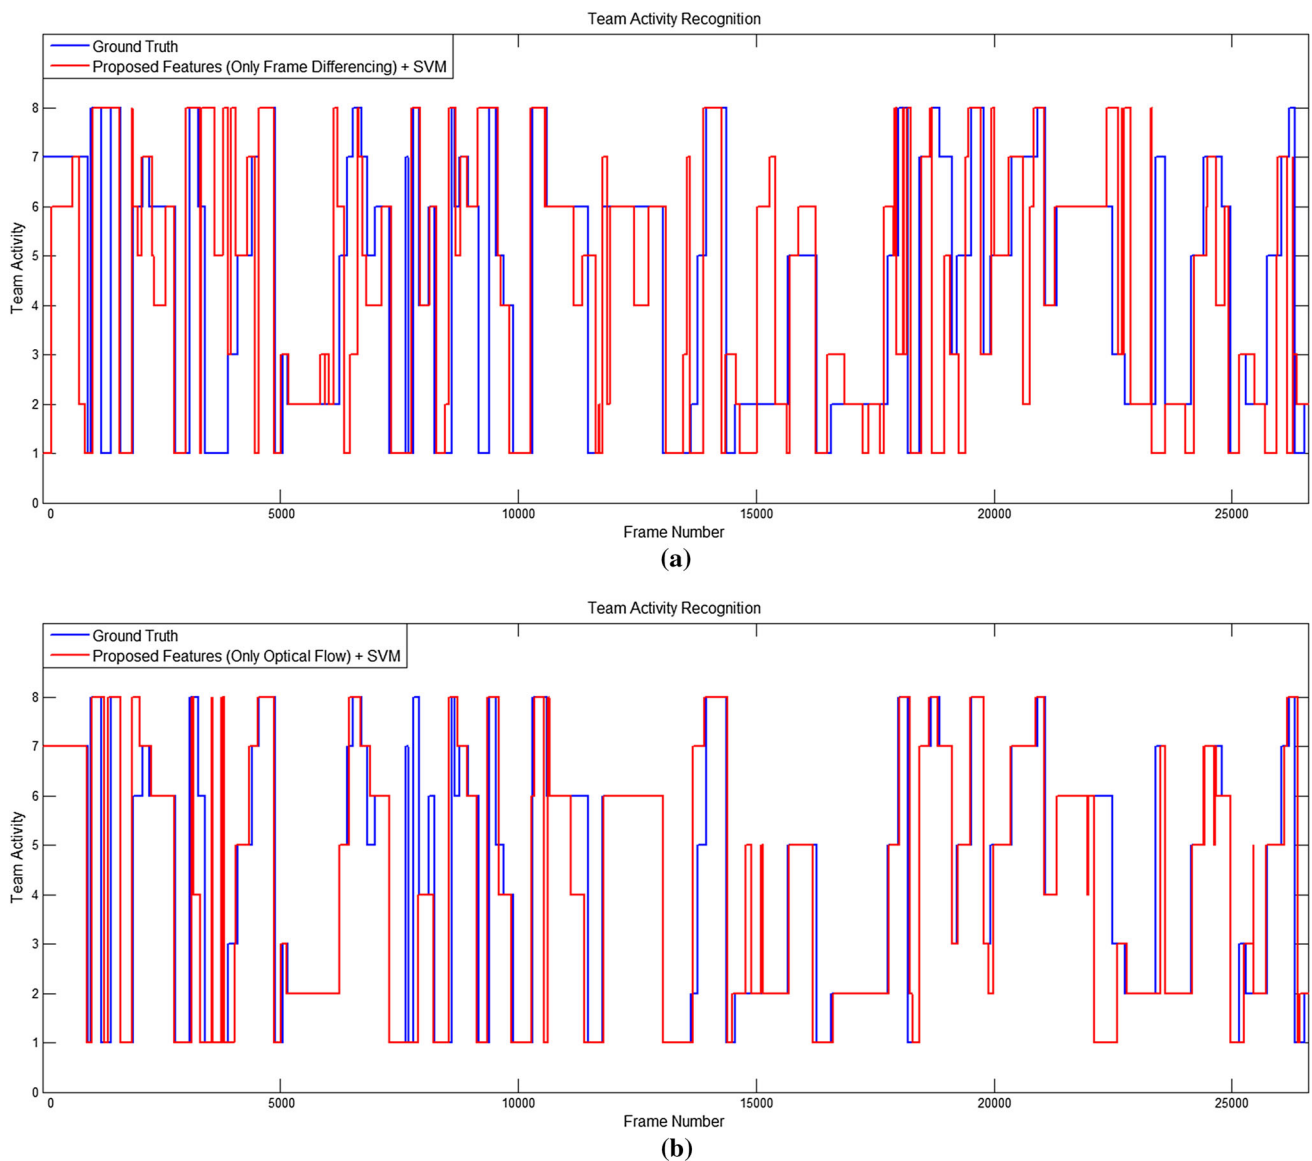 Team Activity Recognition
Ground Truth
Proposed Features (Only Frame Differencing) + SVM
8
7
6
5
4
3
2
1
0
Team Activity
0 5000 10000 15000 20000 25000
Frame Number
(a)
Team Activity Recognition
Ground Truth
Proposed Features (Only Optical Flow) + SVM
8
7
6
5
4
3
2
1
0
Team Activity
0 5000 10000 15000 20000 25000
Frame Number
(b)